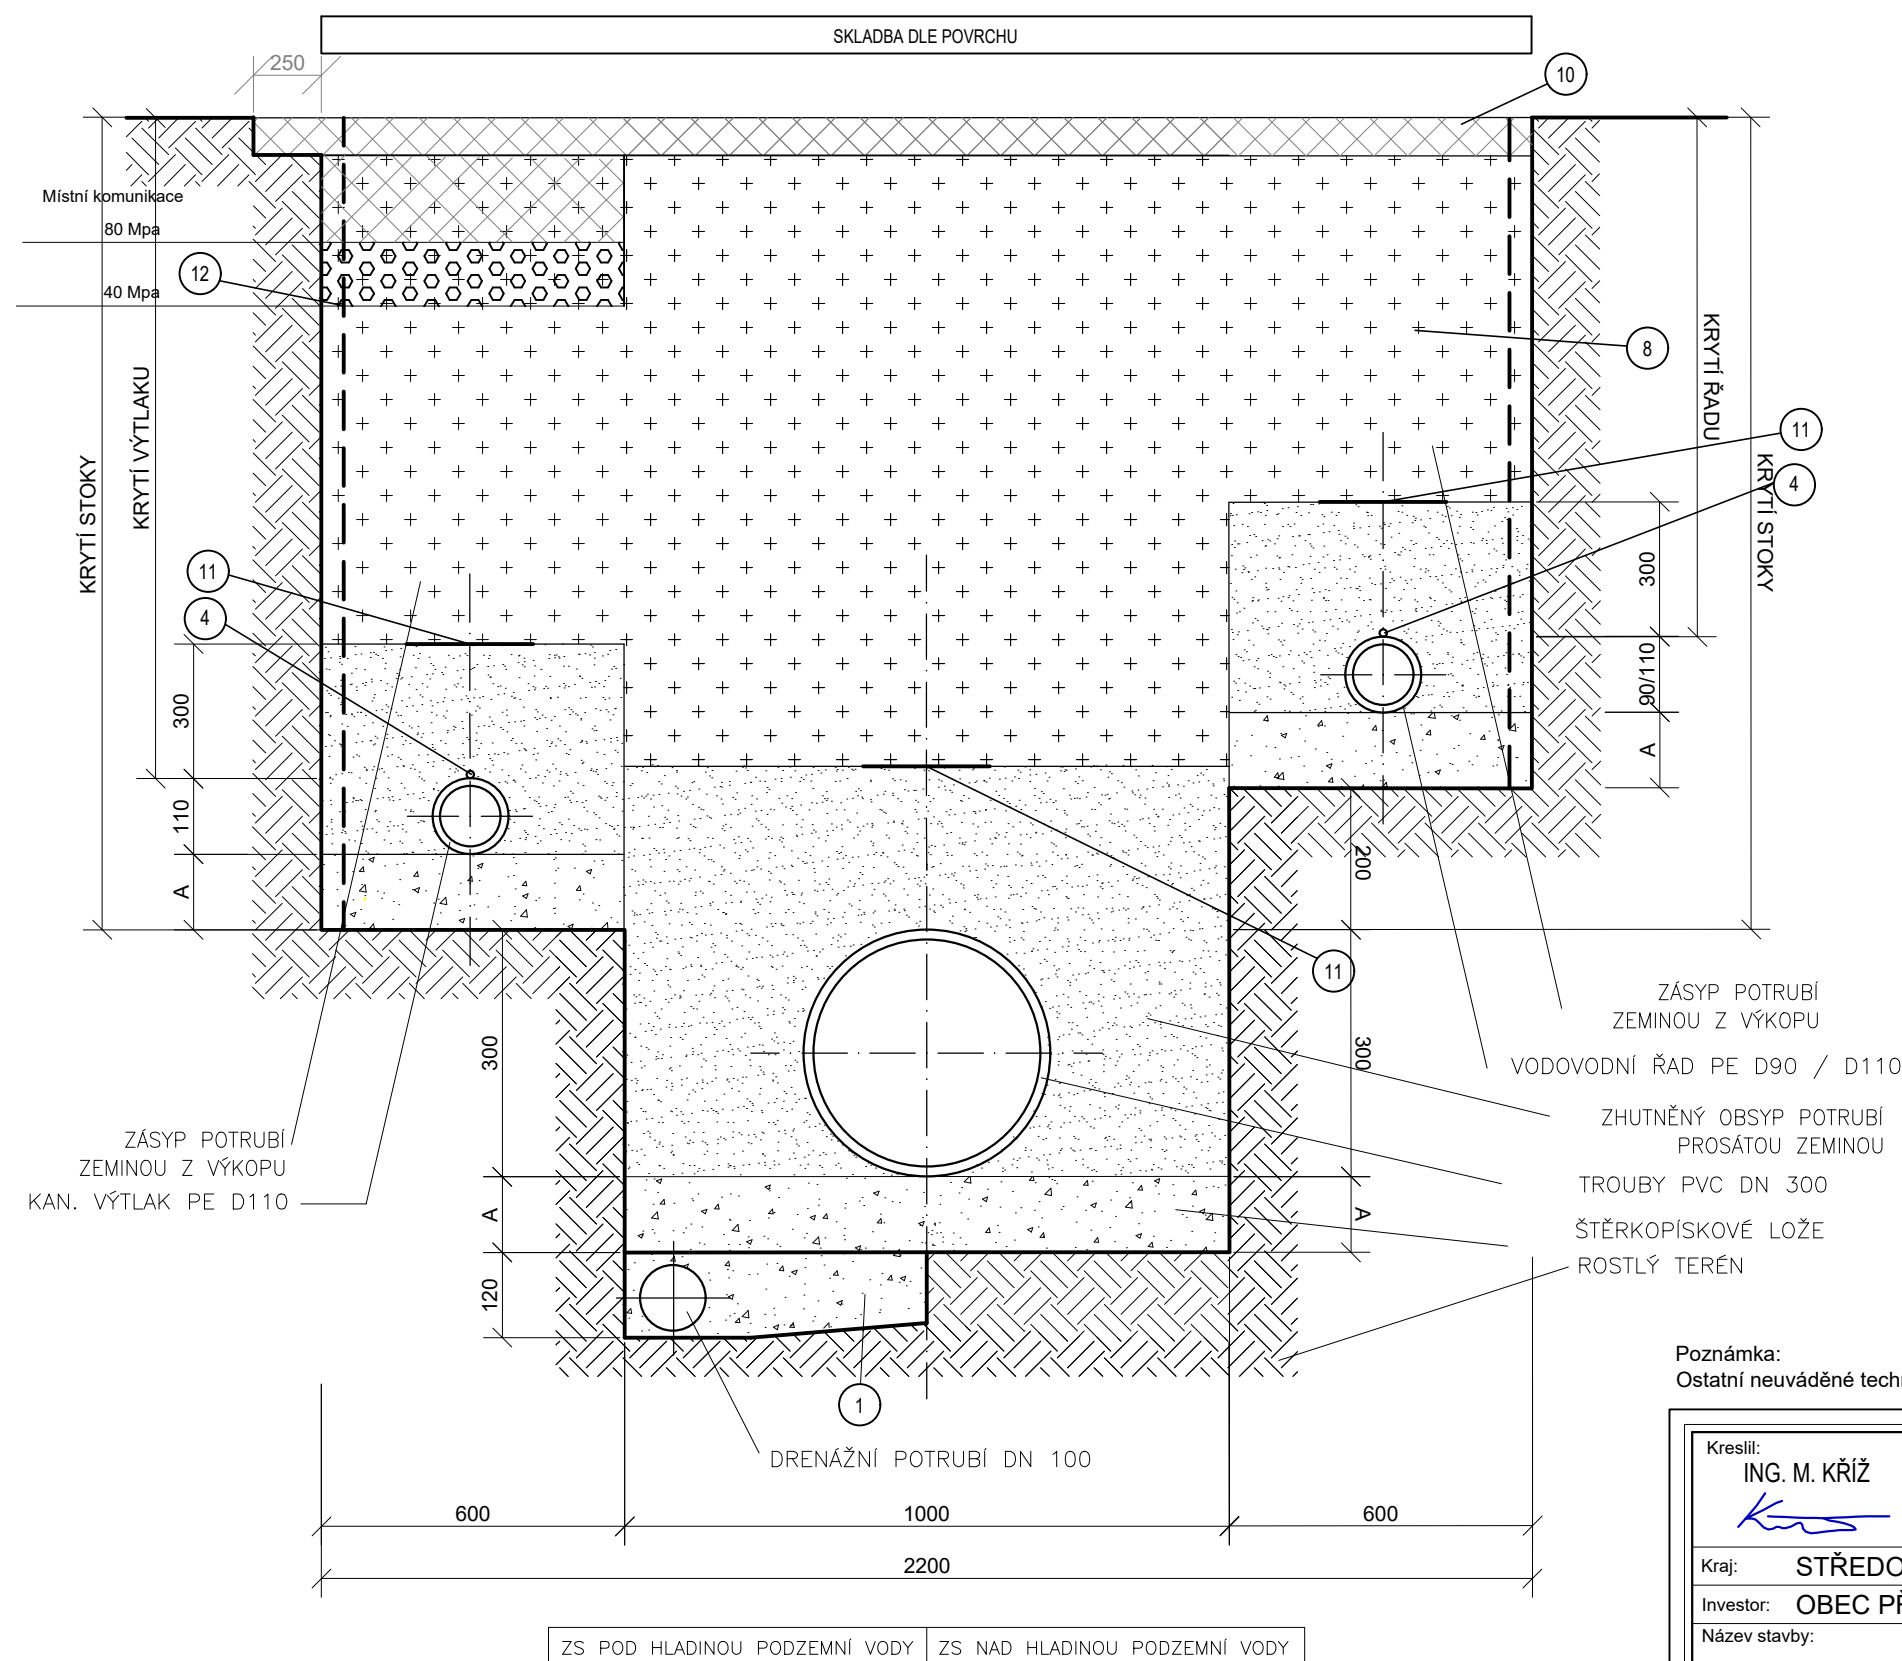 SKLADBA DLE POVRCHU
250
10
Místní komunikace
80 Mpa
12
40 Mpa
8
KRYTÍ STOKY
KRYTÍ VÝTLAKU
KRYTÍ ŘADU
KRYTÍ STOKY
11
4
11
4
300
90/110
A
300
110
A
200
11
300
300
A
A
120
1
ZÁSYP POTRUBÍ
ZEMINOU Z VÝKOPU
VODOVODNÍ ŘAD PE D90 / D110
ZHUTNĚNÝ OBSYP POTRUBÍ
PROSÁTOU ZEMINOU
TROUBY PVC DN 300
ŠTĚRKOPÍSKOVÉ LOŽE
ROSTLÝ TERÉN
ZÁSYP POTRUBÍ
ZEMINOU Z VÝKOPU
KAN. VÝTLAK PE D110
DRENÁŽNÍ POTRUBÍ DN 100
600
1000
600
2200
ZS POD HLADINOU PODZEMNÍ VODY
ZS NAD HLADINOU PODZEMNÍ VODY
Poznámka:
Ostatní neuváděné
Kreslil:
ING. M. KŘÍŽ
Kraj:
Investor: OBEC
Název stavby: